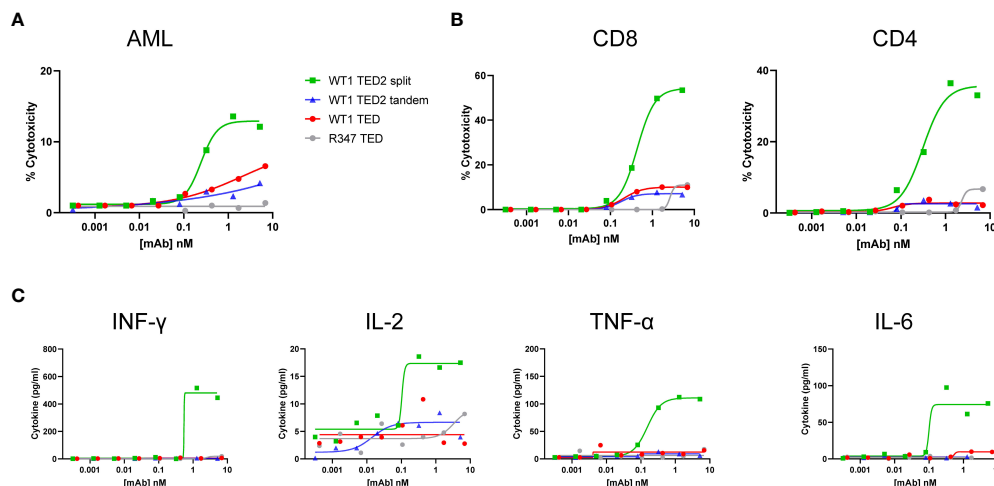 A
AML
% Cytotoxicity
20
10
0
0.001
0.01
0.1
1
10
[mAb] nM
WT1 TED2 split
WT1 TED2 tandem
WT1 TED
R347 TED
B
CD8
% Cytotoxicity
60
40
20
0
0.001
0.01
0.1
1
10
[mAb] nM
CD4
% Cytotoxicity
40
20
0
0.001
0.01
0.1
1
10
[mAb] nM
C
INF-γ
Cytokine (pg/ml)
800
600
400
200
0
0.001
0.01
0.1
1
10
[mAb] nM
IL-2
Cytokine (pg/ml)
20
15
10
5
0
0.001
0.01
0.1
1
10
[mAb] nM
TNF-α
Cytokine (pg/ml)
200
150
100
50
0
0.001
0.01
0.1
1
10
[mAb] nM
IL-6
Cytokine (pg/ml)
150
100
50
0
0.001
0.01
0.1
1
10
[mAb] nM